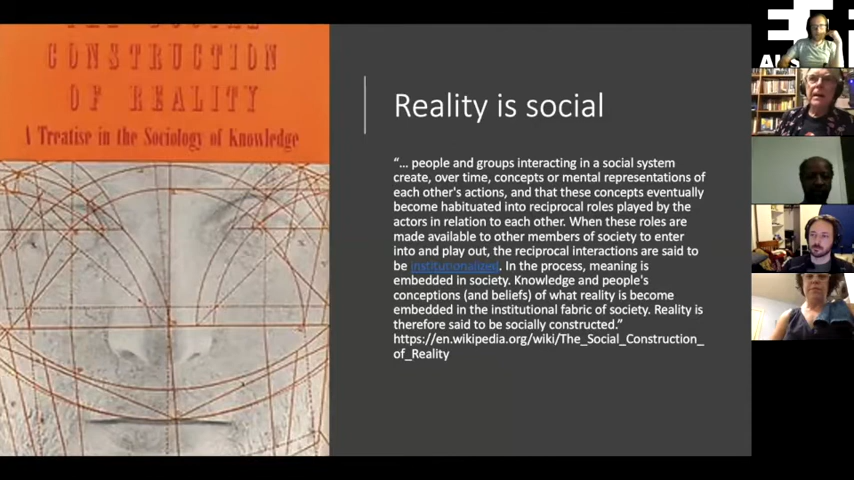 CONSTRUCTION
OF REALITY
A Treatise in the Sociology of Knowledge
Reality is social
“... people and groups interacting in a social system
create, over time, concepts or mental representations of
each other's actions, and that these concepts eventually
become habituated into reciprocal roles played by the
actors in relation to each other. When these roles are
made available to other members of society to enter
into and play out, the reciprocal interactions are said to
be institutionalized. In the process, meaning is
embedded in society. Knowledge and people's
conceptions (and beliefs) of what reality is become
embedded in the institutional fabric of society. Reality is
therefore said to be socially constructed.”
https://en.wikipedia.org/wiki/The_Social_Construction_
of_Reality